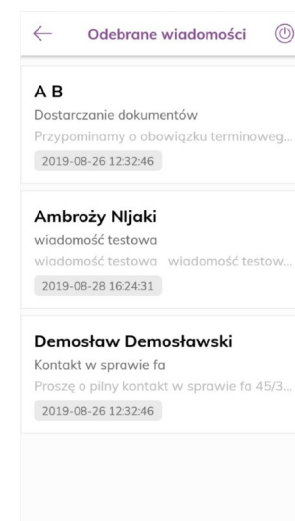 Odebrane wiadomości
A B
Dostarczanie dokumentów
Przypominamy o obowiązku terminoweg...
2019-08-26 12:32:46
Ambroży NIjaki
wiadomość testowa
wiadomość testowa wiadomość testow...
2019-08-28 16:24:31
Demosław Demosławski
Kontakt w sprawie fa
Proszę o pilny kontakt w sprawie fa 45/3...
2019-08-26 12:32:46